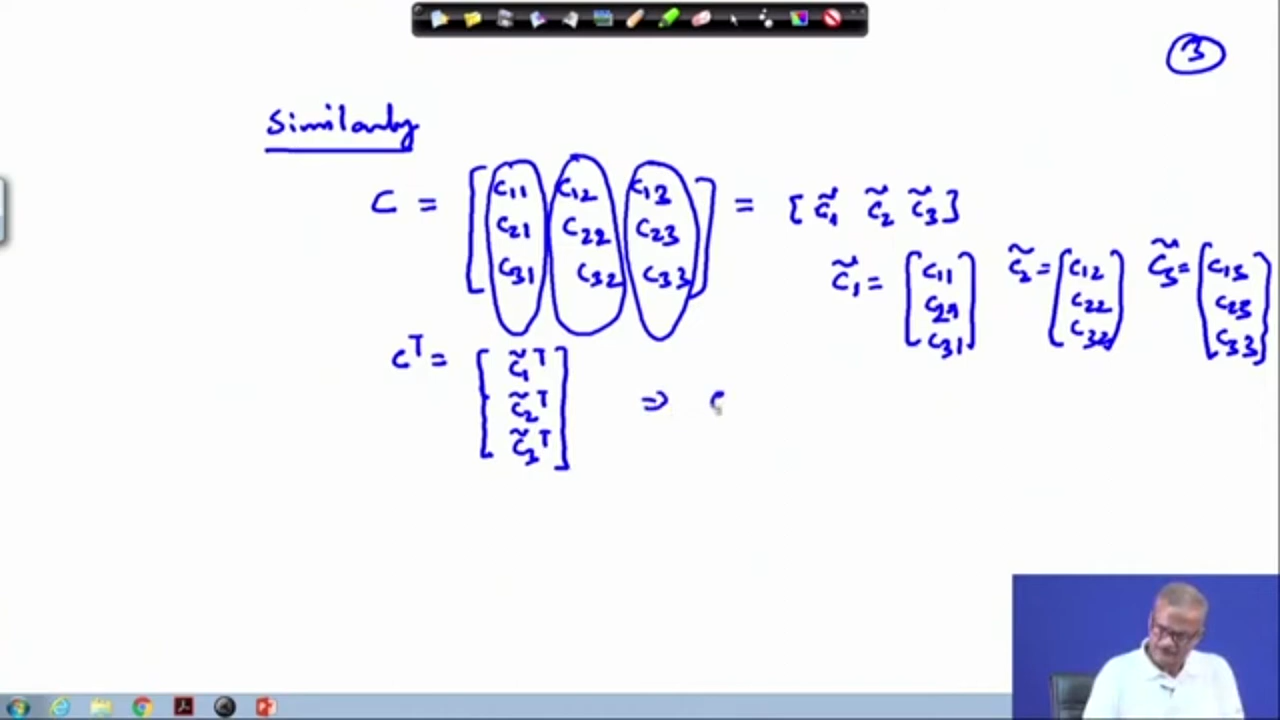 3
Similarly
C = [ c11 c12 c13 ] = [ c̃1 c̃2 c̃3 ]
c21 c22 c23
c31 c32 c33
c̃1 = [ c11 c21 c31 ] c̃2 = [ c12 c22 c32 ] c̃3 = [ c13 c23 c33 ]
C^T = [ c̃1^T
c̃2^T ⇒ C
c̃3^T ]